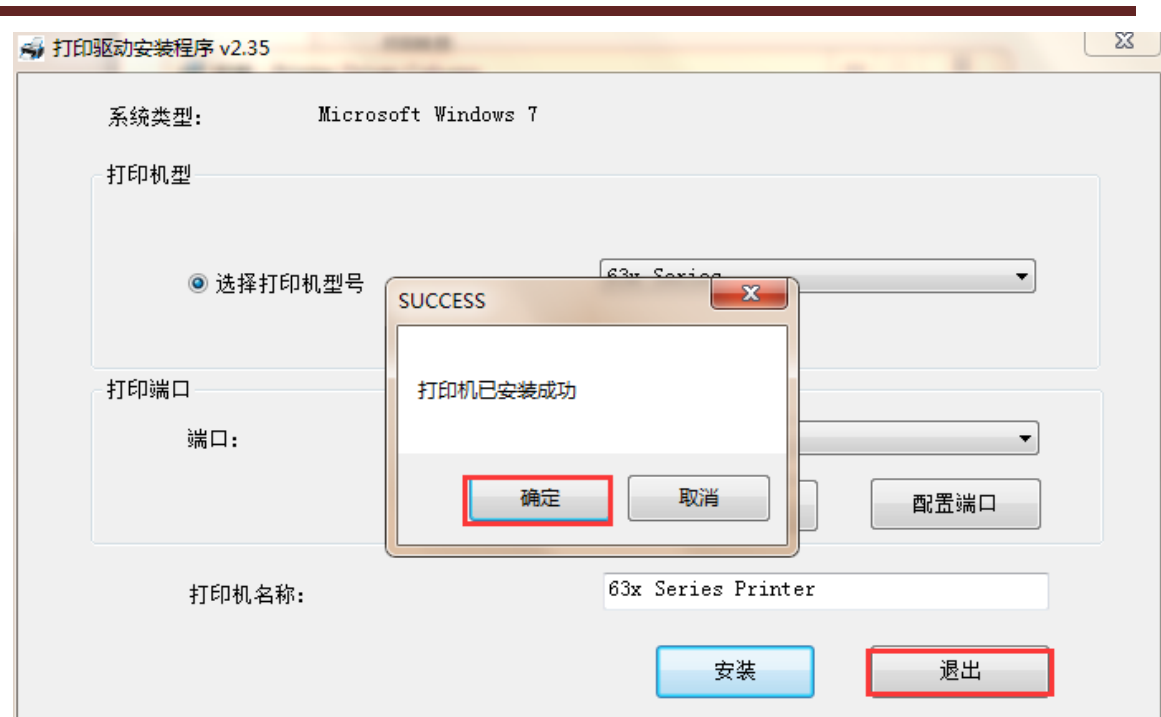 打印驱动安装程序 v2.35
系统类型: Microsoft Windows 7
打印机型
选择打印机型号 63x Series
SUCCESS
打印机已安装成功
打印端口
端口:
确定 取消
配置端口
打印机名称: 63x Series Printer
安装 退出